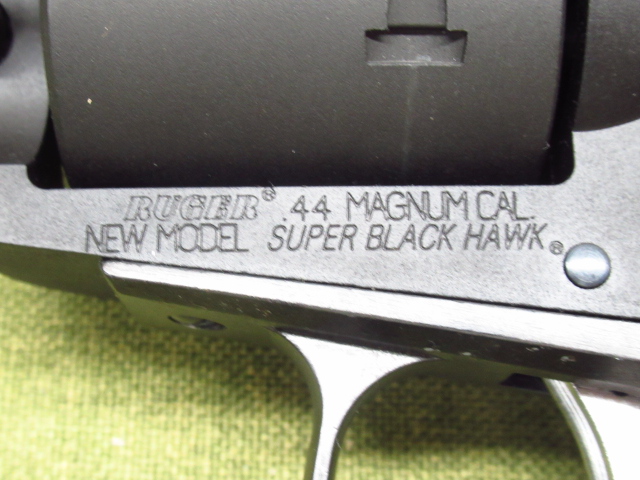 RUGER® .44 MAGNUM CAL.
NEW MODEL SUPER BLACK HAWK®